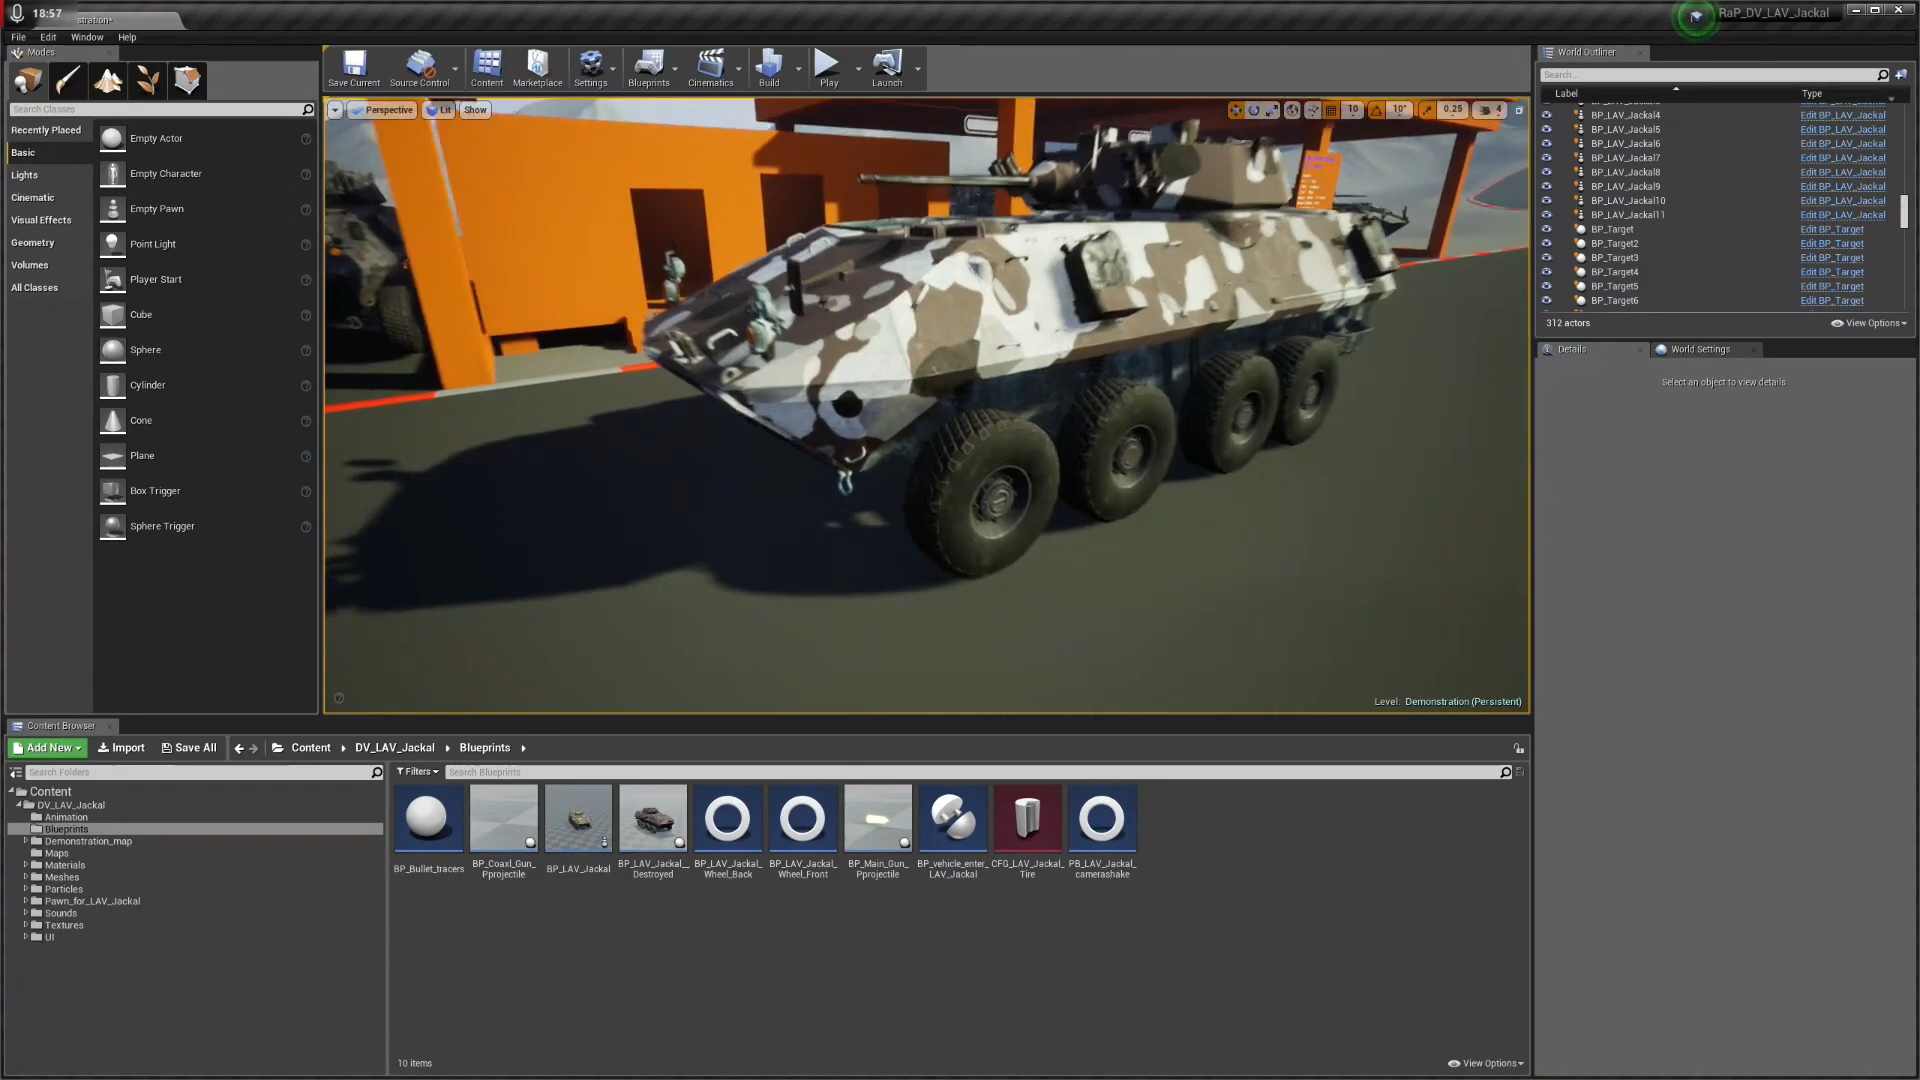 18:57
stration*
RaP_DV_LAV_Jackal
File Edit Window Help
Modes
Search Classes
Recently Placed
Basic
Lights
Cinematic
Visual Effects
Geometry
Volumes
All Classes
Empty Actor
Empty Character
Empty Pawn
Point Light
Player Start
Cube
Sphere
Cylinder
Cone
Plane
Box Trigger
Sphere Trigger
Save Current
Source Control
Content
Marketplace
Settings
Blueprints
Cinematics
Build
Play
Launch
Perspective Lit Show
10 10° 0.25 4
Level: Demonstration (Persistent)
World Outliner
Search...
Label Type
BP_LAV_Jackal4 Edit BP_LAV_Jackal
BP_LAV_Jackal5 Edit BP_LAV_Jackal
BP_LAV_Jackal6 Edit BP_LAV_Jackal
BP_LAV_Jackal7 Edit BP_LAV_Jackal
BP_LAV_Jackal8 Edit BP_LAV_Jackal
BP_LAV_Jackal9 Edit BP_LAV_Jackal
BP_LAV_Jackal10 Edit BP_LAV_Jackal
BP_LAV_Jackal11 Edit BP_LAV_Jackal
BP_Target Edit BP_Target
BP_Target2 Edit BP_Target
BP_Target3 Edit BP_Target
BP_Target4 Edit BP_Target
BP_Target5 Edit BP_Target
BP_Target6 Edit BP_Target
312 actors View Options
Details World Settings
Select an object to view details
Content Browser
Add New Import Save All Content DV_LAV_Jackal Blueprints
Search Folders
Content
DV_LAV_Jackal
Animation
Blueprints
Demonstration_map
Maps
Materials
Meshes
Particles
Pawn_for_LAV_Jackal
Sounds
Textures
UI
Filters Search Blueprints
BP_Bullet_tracers
BP_Coaxl_Gun_
Pprojectile
BP_LAV_Jackal
BP_LAV_Jackal_
Destroyed
BP_LAV_Jackal_
Wheel_Back
BP_LAV_Jackal_
Wheel_Front
BP_Main_Gun_
Pprojectile
BP_vehicle_enter_
LAV_Jackal
CFG_LAV_Jackal_
Tire
PB_LAV_Jackal_
camerashake
10 items View Options